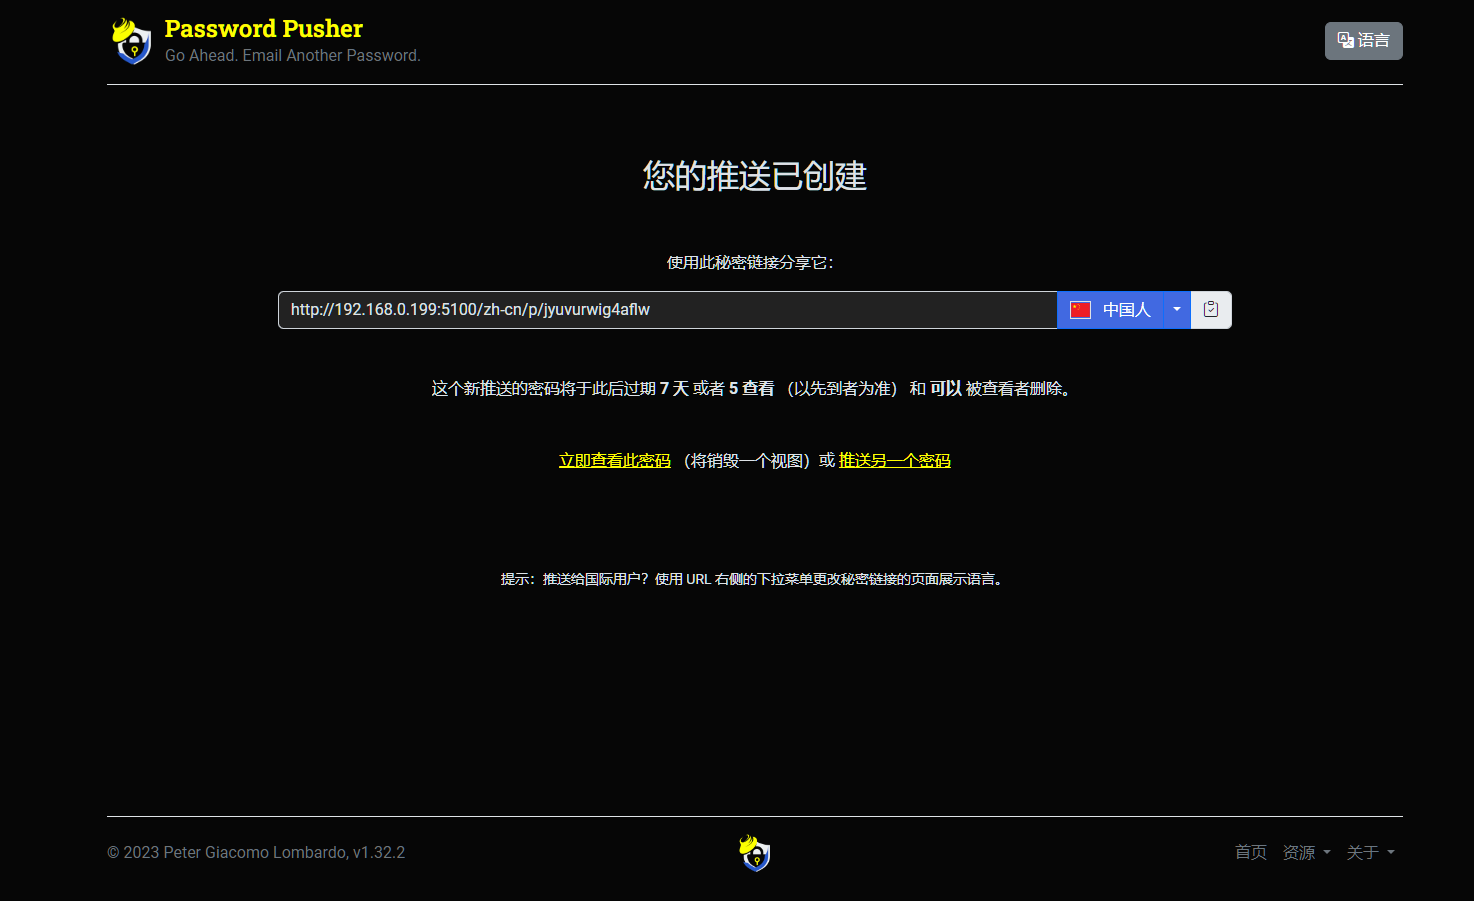 Password Pusher
Go Ahead. Email Another Password.
语言
您的推送已创建
使用此秘密链接分享它：
http://192.168.0.199:5100/zh-cn/p/jyuvurwig4aflw
中国人
这个新推送的密码将于此后过期 7 天 或者 5 查看 （以先到者为准） 和 可以 被查看者删除。
立即查看此密码 （将销毁一个视图）或 推送另一个密码
提示：推送给国际用户？使用 URL 右侧的下拉菜单更改秘密链接的页面展示语言。
© 2023 Peter Giacomo Lombardo, v1.32.2
首页 资源 关于